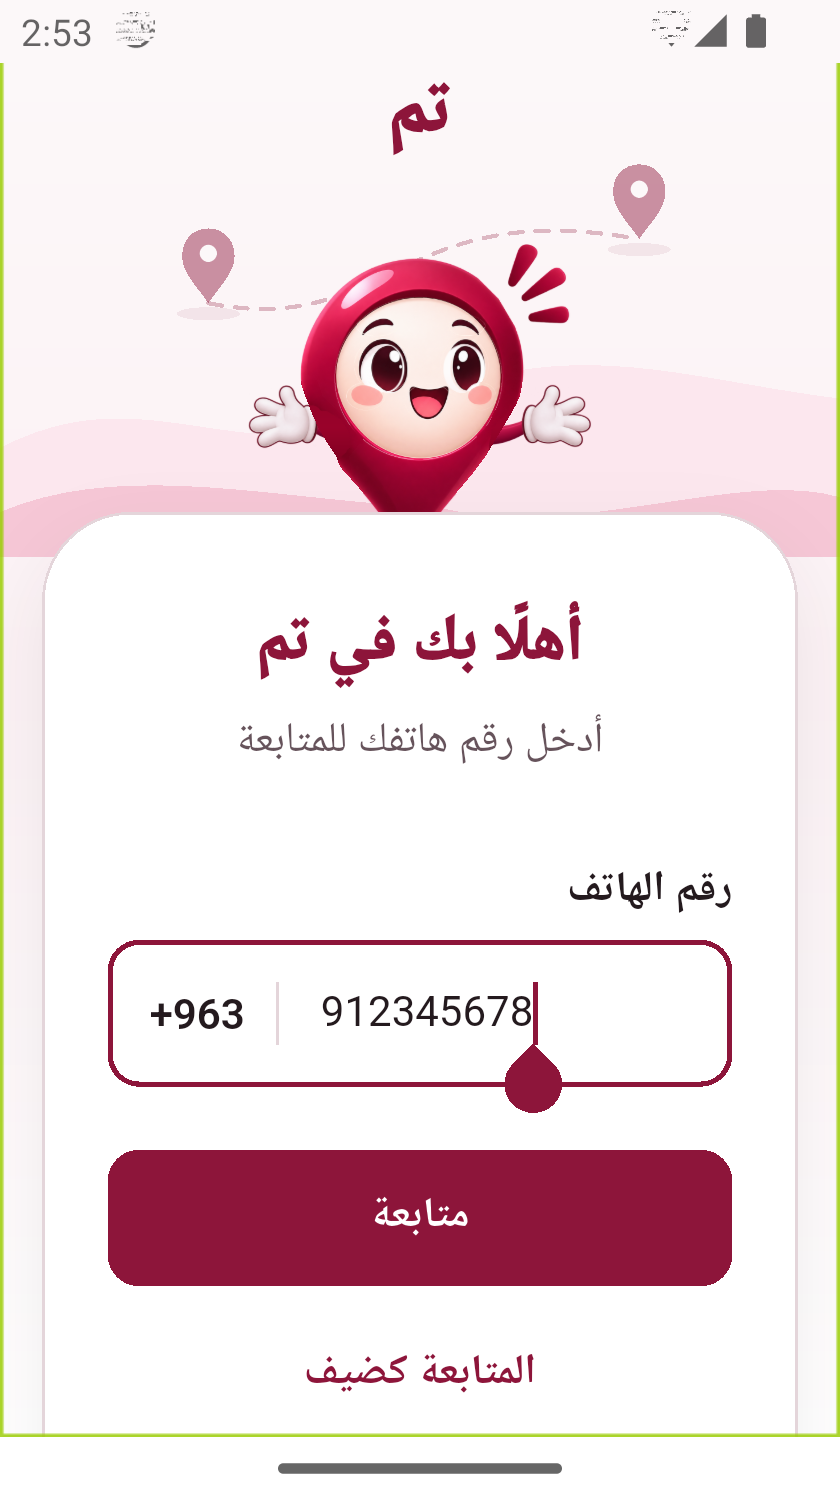 2:53
تم
أهلًا بك في تم
أدخل رقم هاتفك للمتابعة
رقم الهاتف
+963 912345678
متابعة
المتابعة كضيف